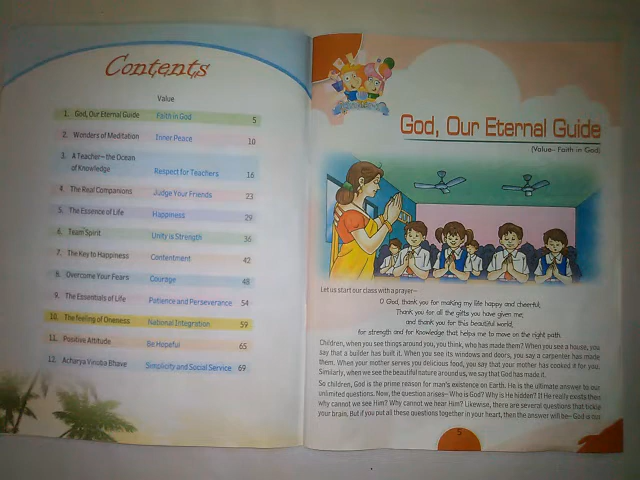 Contents
Value
1. God, Our Eternal Guide Faith in God 5
2. Wonders of Meditation Inner Peace 10
3. A Teacher– the Ocean
of Knowledge Respect for Teachers 16
4. The Real Companions Judge Your Friends 23
5. The Essence of Life Happiness 29
6. Team Spirit Unity is Strength 36
7. The Key to Happiness Contentment 42
8. Overcome Your Fears Courage 48
9. The Essentials of Life Patience and Perseverance 54
10. The feeling of Oneness National Integration 59
11. Positive Attitude Be Hopeful 65
12. Acharya Vinoba Bhave Simplicity and Social Service 69
God, Our Eternal Guide
(Value– Faith in God)
Let us start our class with a prayer–
O God, thank you for making my life happy and cheerful,
Thank you for all the gifts you have given me;
and thank you for this beautiful world,
for strength and for knowledge that helps me to move on the right path.
Children, when you see things around you, you think, who has made them? When you see a house, you
say that a builder has built it. When you see its windows and doors, you say a carpenter has made
them. When your mother serves you delicious food, you say that your mother has cooked it for you.
Similarly, when we see the beautiful nature around us, we say that God has made it.
So children, God is the prime reason for man's existence on Earth. He is the ultimate answer to our
unlimited questions. Now, the question arises– Who is God? Why is He hidden? If He really exists then
why cannot we see Him? Why cannot we hear Him? Likewise, there are several questions that tickle
your brain. But if you put all these questions together in your heart, then the answer will be– God is our
5